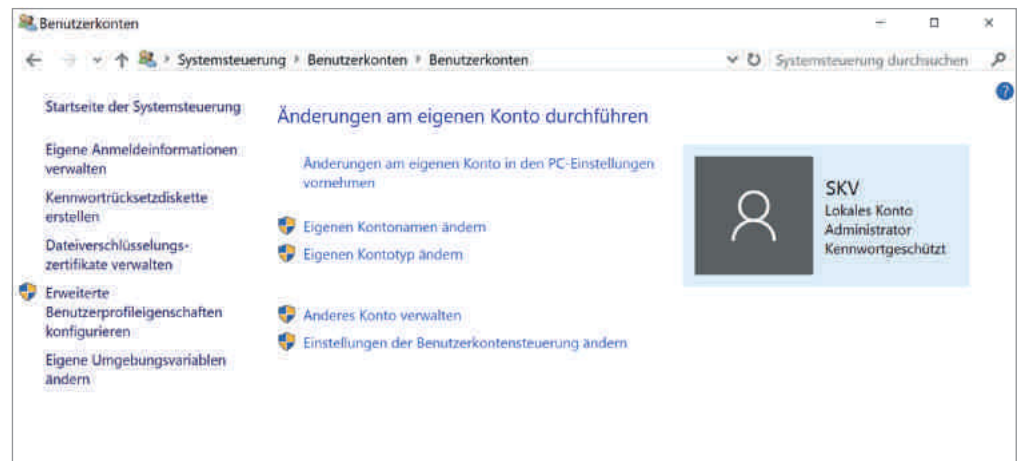 Benutzerkonten
Systemsteuerung Benutzerkonten Benutzerkonten
Systemsteuerung durchsuchen
Startseite der Systemsteuerung
Eigene Anmeldeinformationen
verwalten
Kennwortrücksetzdiskette
erstellen
Dateiverschlüsselungs-
zertifikate verwalten
Erweiterte
Benutzerprofileigenschaften
konfigurieren
Eigene Umgebungsvariablen
ändern
Änderungen am eigenen Konto durchführen
Änderungen am eigenen Konto in den PC-Einstellungen
vornehmen
Eigenen Kontonamen ändern
Eigenen Kontotyp ändern
Anderes Konto verwalten
Einstellungen der Benutzerkontensteuerung ändern
SKV
Lokales Konto
Administrator
Kennwortgeschützt